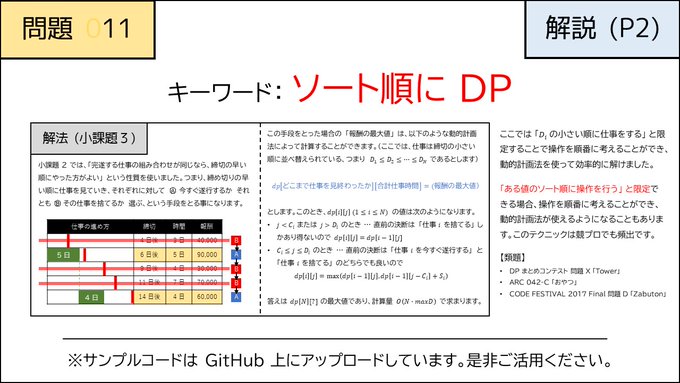 問題 011
解説 (P2)
キーワード: ソート順に DP
解法 (小課題3)
小課題 2 では、「完遂する仕事の組み合わせが同じなら、締切の早い
順にやった方がよい」という性質を使いました。つまり、締め切りの早
い順に仕事を見ていき、それぞれに対して Ⓐ 今すぐ遂行するか それ
とも Ⓑ その仕事を捨てるか 選ぶ、という手段をとる事になります。
仕事の進め方 締切 時間 報酬
4 日後 3 日 40,000 B
5 日 6 日後 5 日 90,000 A
4 日 30,000 B
11 日後 7 日 70,000 B
4 日 14 日後 4 日 60,000 A
この手段をとった場合の「報酬の最大値」は、以下のような動的計画
法によって計算することができます。(ここでは、仕事は締切の小さい
順に並べ替えられている、つまり D₁ ≤ D₂ ≤ ⋯ ≤ D_N であるとします)
dp[どこまで仕事を見終わったか][合計仕事時間] = (報酬の最大値)
とします。このとき、dp[i][j] (1 ≤ i ≤ N) の値は次のようになります。
• j < Cᵢ または j > Dᵢ のとき … 直前の決断は「仕事 i を捨てる」し
かあり得ないので dp[i][j] = dp[i − 1][j]
• Cᵢ ≤ j ≤ Dᵢ のとき … 直前の決断は「仕事 i を今すぐ遂行する」と
「仕事 i を捨てる」のどちらでも良いので
dp[i][j] = max(dp[i − 1][j], dp[i − 1][j − Cᵢ] + Sᵢ)
答えは dp[N][?] の最大値であり、計算量 O(N · maxD) で求まります。
ここでは「Dᵢ の小さい順に仕事をする」と限
定することで操作を順番に考えることができ、
動的計画法を使って効率的に解けました。
「ある値のソート順に操作を行う」と限定で
きる場合、操作を順番に考えることができ、
動的計画法が使えるようになることもありま
す。このテクニックは競プロでも頻出です。
【類題】
• DP まとめコンテスト 問題 X「Tower」
• ARC 042-C「おやつ」
• CODE FESTIVAL 2017 Final 問題 D「Zabuton」
※サンプルコードは GitHub 上にアップロードしています。是非ご活用ください。